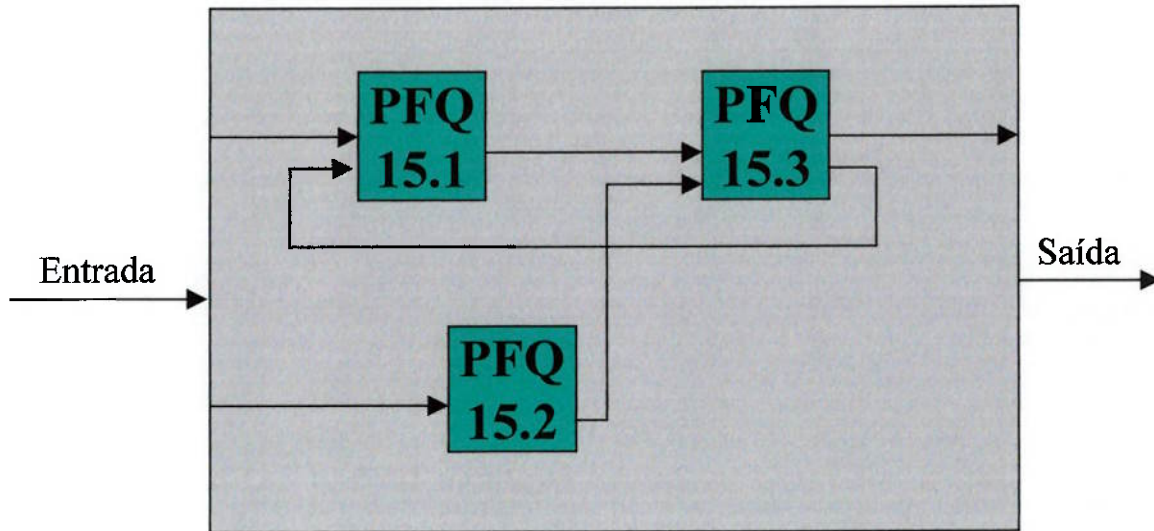 PFQ
15.1
PFQ
15.3
Entrada
Saída
PFQ
15.2